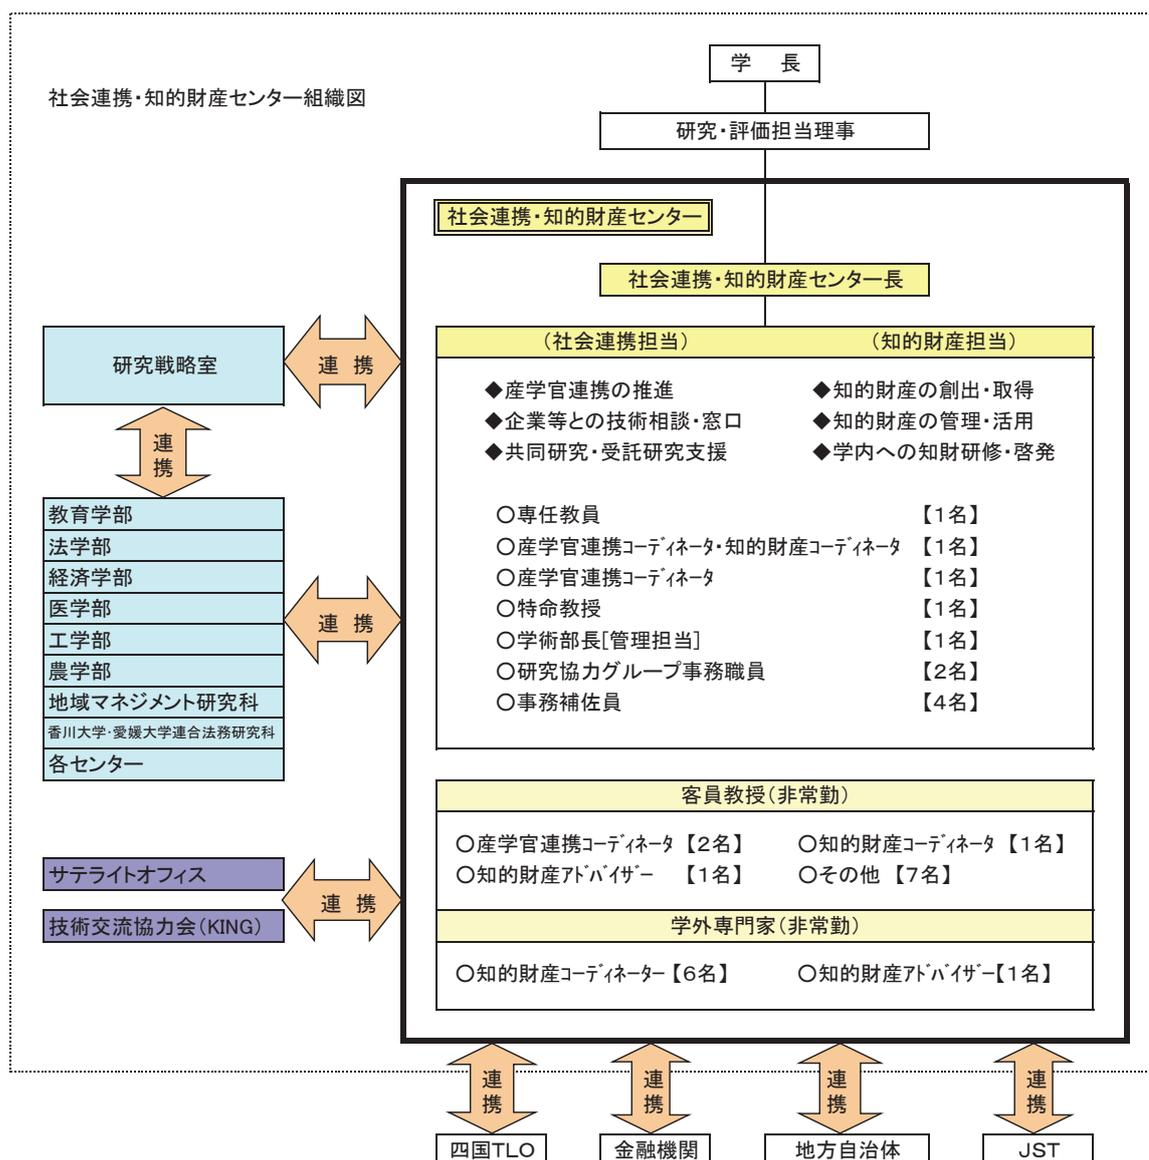 学　長
社会連携・知的財産センター組織図
研究・評価担当理事
社会連携・知的財産センター
社会連携・知的財産センター長
（社会連携担当）　（知的財産担当）
◆産学官連携の推進　◆知的財産の創出・取得
◆企業等との技術相談・窓口　◆知的財産の管理・活用
◆共同研究・受託研究支援　◆学内への知財研修・啓発
〇専任教員　【1名】
〇産学官連携ｺｰﾃﾞｨﾈｰﾀ・知的財産ｺｰﾃﾞｨﾈｰﾀ　【1名】
〇産学官連携ｺｰﾃﾞｨﾈｰﾀ　【1名】
〇特命教授　【1名】
〇学術部長[管理担当]　【1名】
〇研究協力グループ事務職員　【2名】
〇事務補佐員　【4名】
客員教授（非常勤）
〇産学官連携ｺｰﾃﾞｨﾈｰﾀ【2名】　〇知的財産ｺｰﾃﾞｨﾈｰﾀ【1名】
〇知的財産ｱﾄﾞﾊﾞｲｻﾞｰ　【1名】　〇その他【7名】
学外専門家（非常勤）
〇知的財産ｺｰﾃﾞｨﾈｰﾀｰ【6名】　〇知的財産ｱﾄﾞﾊﾞｲｻﾞｰ【1名】
研究戦略室
連　携
連携
教育学部
法学部
経済学部
医学部
工学部
農学部
地域マネジメント研究科
香川大学・愛媛大学連合法務研究科
各センター
連　携
サテライトオフィス
技術交流協力会（KING）
連　携
連携
連携
連携
連携
四国TLO
金融機関
地方自治体
JST